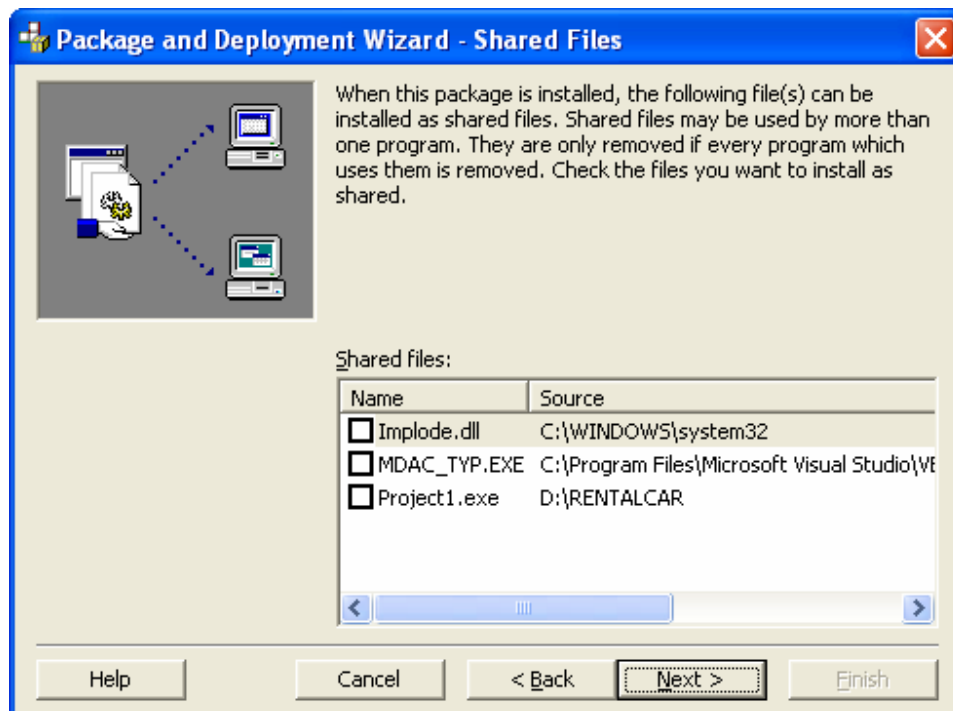 Package and Deployment Wizard - Shared Files
When this package is installed, the following file(s) can be
installed as shared files. Shared files may be used by more than
one program. They are only removed if every program which
uses them is removed. Check the files you want to install as
shared.
Shared files:
Name Source
Implode.dll C:\WINDOWS\system32
MDAC_TYP.EXE C:\Program Files\Microsoft Visual Studio\VB
Project1.exe D:\RENTALCAR
Help Cancel < Back Next > Finish